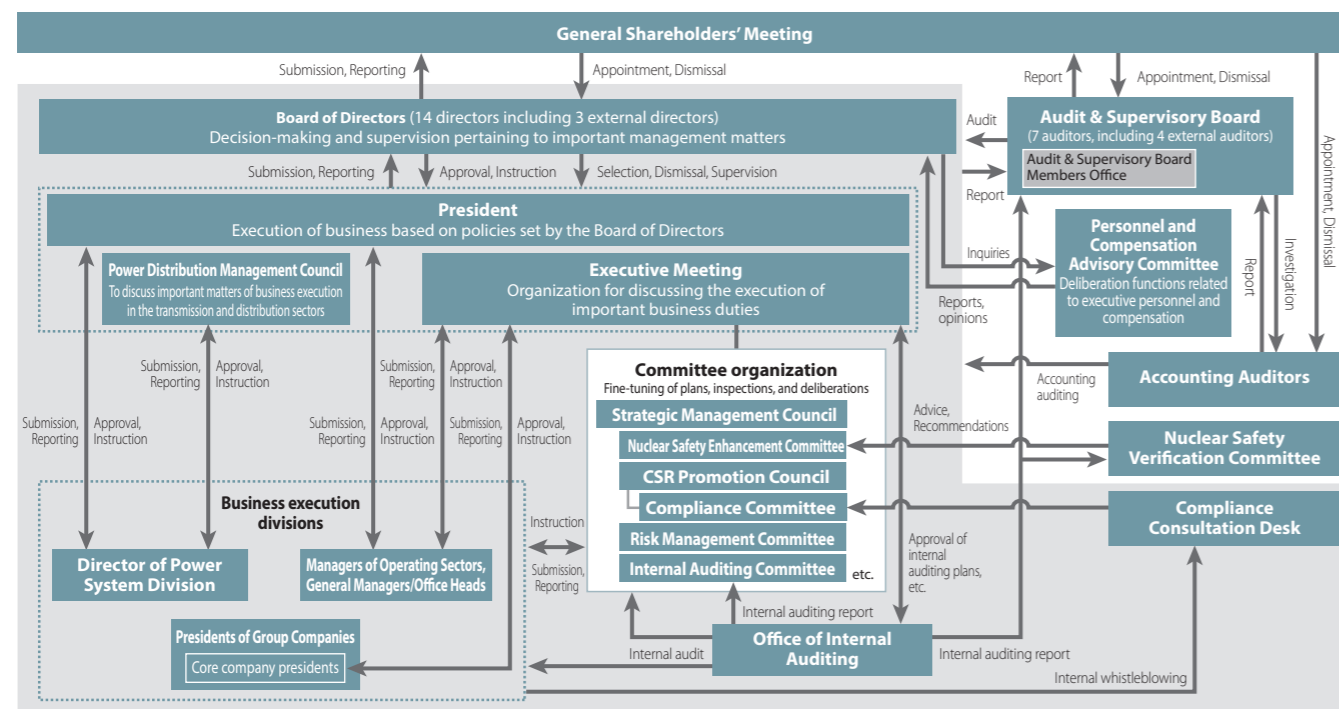 General Shareholders' Meeting
Submission, Reporting
Appointment, Dismissal
Report
Appointment, Dismissal
Appointment, Dismissal
Board of Directors (14 directors including 3 external directors)
Decision-making and supervision pertaining to important management matters
Audit
Report
Audit & Supervisory Board
(7 auditors, including 4 external auditors)
Audit & Supervisory Board
Members Office
Submission, Reporting
Approval, Instruction
Selection, Dismissal, Supervision
President
Execution of business based on policies set by the Board of Directors
Power Distribution Management Council
To discuss important matters of business execution
in the transmission and distribution sectors
Executive Meeting
Organization for discussing the execution of
important business duties
Inquiries
Reports,
opinions
Personnel and
Compensation
Advisory Committee
Deliberation functions related
to executive personnel and
compensation
Report
Investigation
Accounting
auditing
Accounting Auditors
Submission,
Reporting
Approval,
Instruction
Submission,
Reporting
Approval,
Instruction
Submission,
Reporting
Approval,
Instruction
Submission,
Reporting
Approval,
Instruction
Submission,
Reporting
Approval,
Instruction
Committee organization
Fine-tuning of plans, inspections, and deliberations
Strategic Management Council
Nuclear Safety Enhancement Committee
CSR Promotion Council
Compliance Committee
Risk Management Committee
Internal Auditing Committee
etc.
Advice,
Recommendations
Nuclear Safety
Verification Committee
Compliance
Consultation Desk
Business execution
divisions
Director of Power
System Division
Managers of Operating Sectors,
General Managers/Office Heads
Presidents of Group Companies
Core company presidents
Instruction
Submission,
Reporting
Approval of
internal
auditing plans,
etc.
Internal auditing report
Internal audit
Office of Internal
Auditing
Internal auditing report
Internal whistleblowing